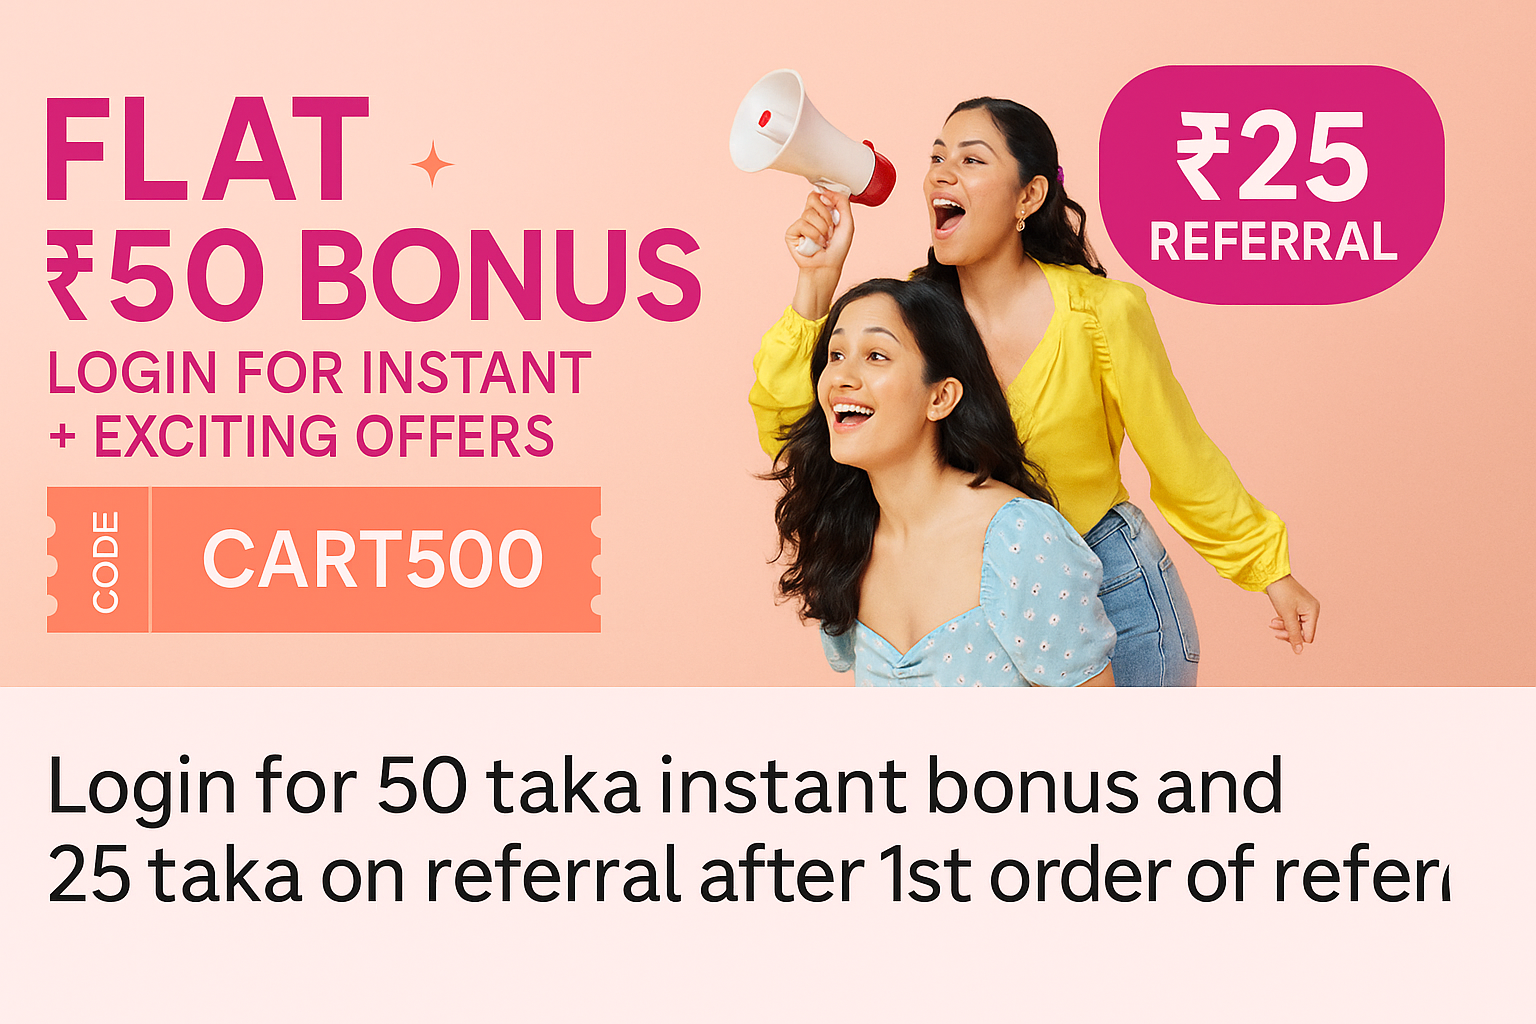 FLAT
₹50 BONUS
LOGIN FOR INSTANT
+ EXCITING OFFERS
CODE
CART500
₹25
REFERRAL
Login for 50 taka instant bonus and
25 taka on referral after 1st order of